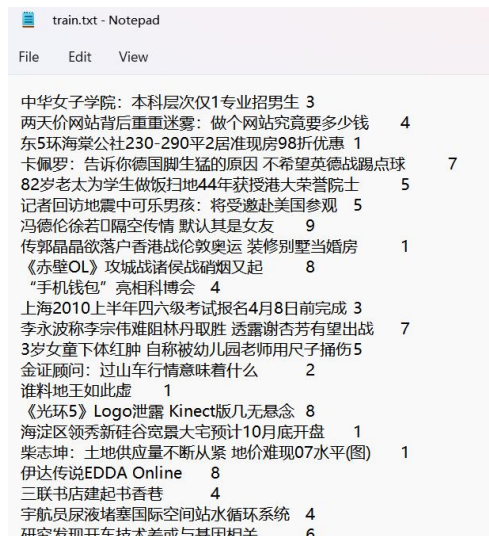 train.txt - Notepad
File Edit View
中华女子学院：本科层次仅1专业招男生 3
两天价网站背后重重迷雾：做个网站究竟要多少钱 4
东5环海棠公社230-290平2居准现房98折优惠 1
卡佩罗：告诉你德国脚生猛的原因 不希望英德战踢点球 7
82岁老太为学生做饭扫地44年获授港大荣誉院士 5
记者回访地震中可乐男孩：将受邀赴美国参观 5
冯德伦徐若隔空传情 默认其是女友 9
传郭晶晶欲落户香港战伦敦奥运 装修别墅当婚房 1
《赤壁OL》攻城战诸侯战硝烟又起 8
“手机钱包”亮相科博会 4
上海2010上半年四六级考试报名4月8日前完成 3
李永波称李宗伟难阻林丹取胜 透露谢杏芳有望出战 7
3岁女童下体红肿 自称被幼儿园老师用尺子捅伤5
金证顾问：过山车行情意味着什么 2
谁料地王如此虚 1
《光环5》Logo泄露 Kinect版几无悬念 8
海淀区领秀新硅谷宽景大宅预计10月底开盘 1
柴志坤：土地供应量不断从紧 地价难现07水平(图) 1
伊达传说EDDA Online 8
三联书店建起书香巷 4
宇航员尿液堵塞国际空间站水循环系统 4
研究发现开车技术差或与基因相关 6